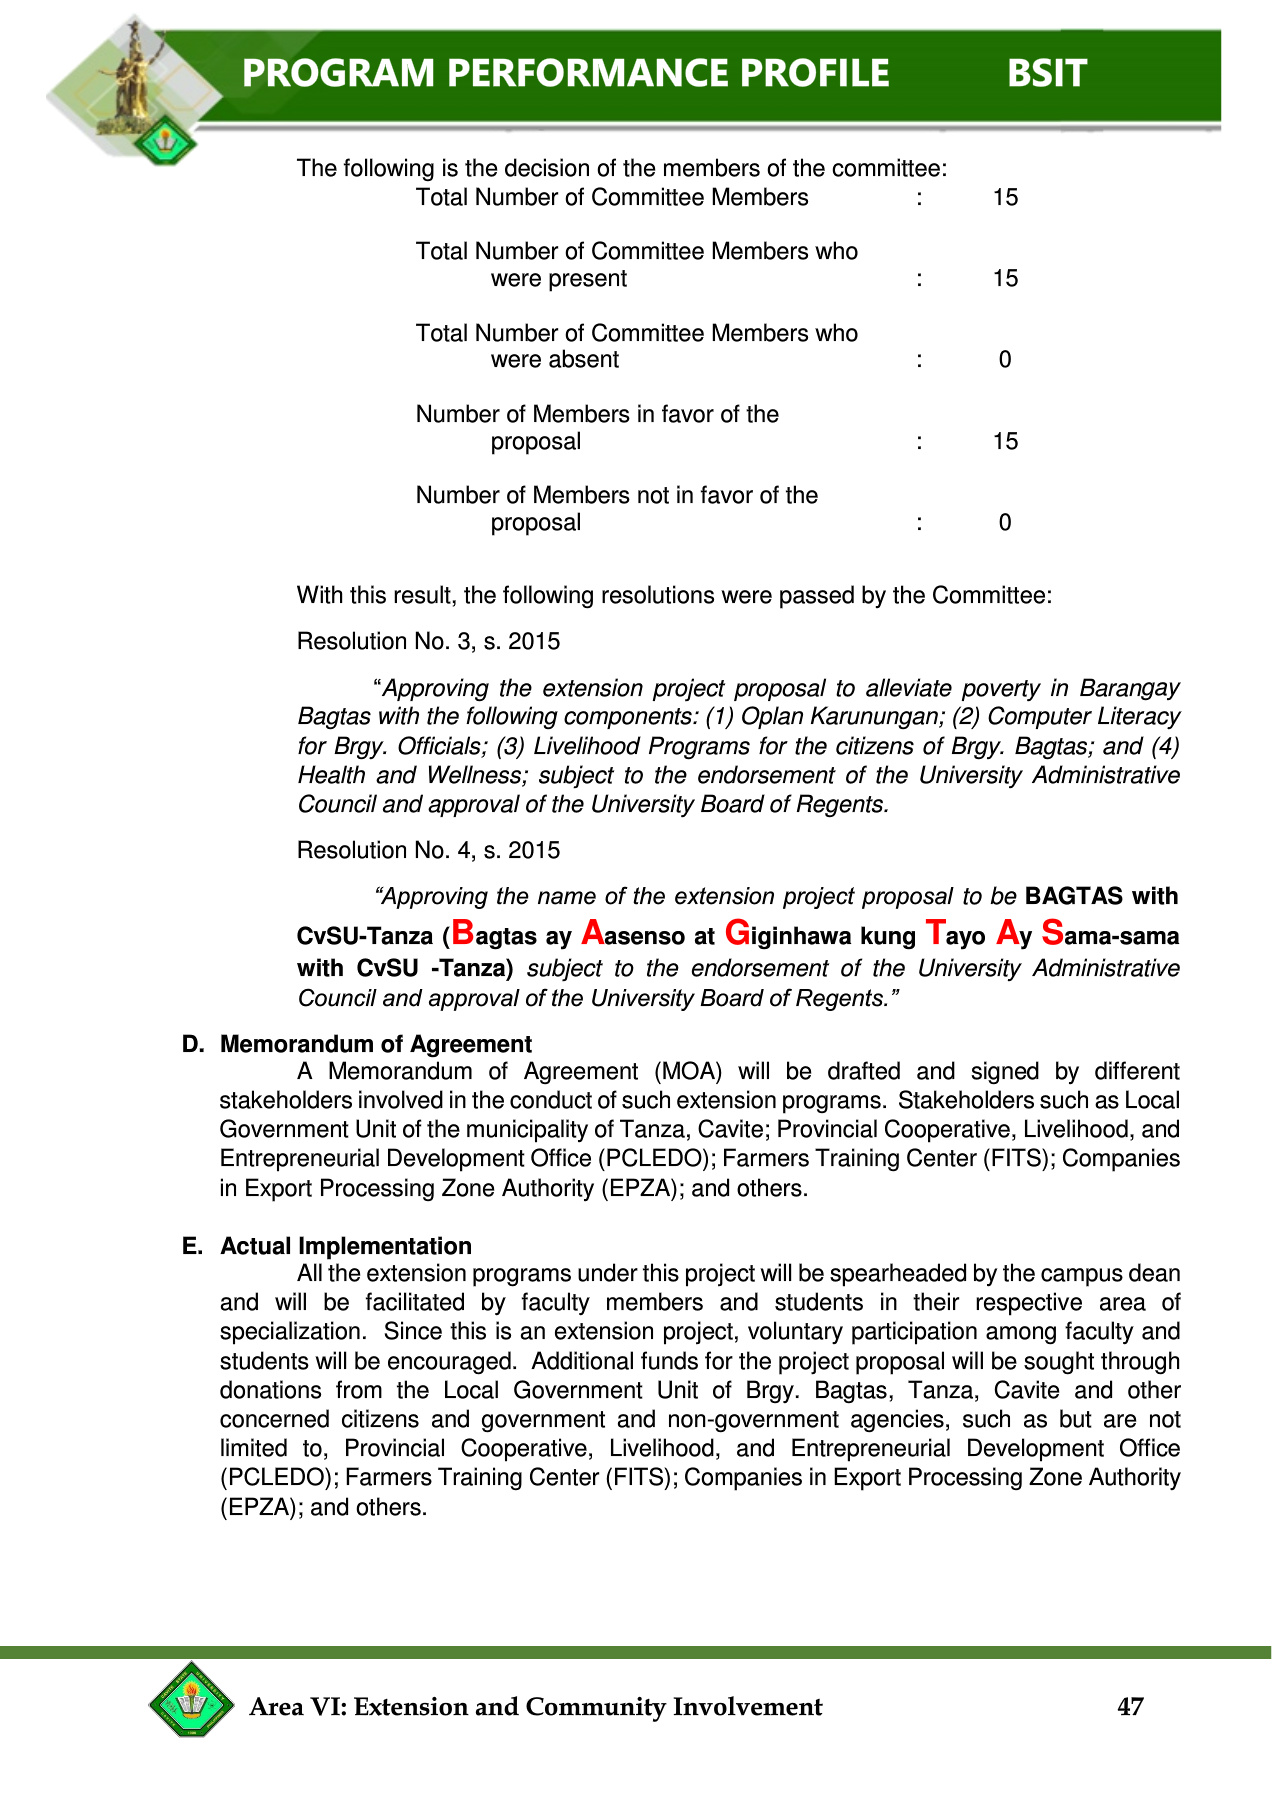 PROGRAM PERFORMANCE PROFILE BSIT
The following is the decision of the members of the committee:
Total Number of Committee Members : 15
Total Number of Committee Members who
were present : 15
Total Number of Committee Members who
were absent : 0
Number of Members in favor of the
proposal : 15
Number of Members not in favor of the
proposal : 0
With this result, the following resolutions were passed by the Committee:
Resolution No. 3, s. 2015
“Approving the extension project proposal to alleviate poverty in Barangay
Bagtas with the following components: (1) Oplan Karunungan; (2) Computer Literacy
for Brgy. Officials; (3) Livelihood Programs for the citizens of Brgy. Bagtas; and (4)
Health and Wellness; subject to the endorsement of the University Administrative
Council and approval of the University Board of Regents.
Resolution No. 4, s. 2015
“Approving the name of the extension project proposal to be BAGTAS with
CvSU-Tanza (Bagtas ay Aasenso at Giginhawa kung Tayo Ay Sama-sama
with CvSU -Tanza) subject to the endorsement of the University Administrative
Council and approval of the University Board of Regents.”
D. Memorandum of Agreement
A Memorandum of Agreement (MOA) will be drafted and signed by different
stakeholders involved in the conduct of such extension programs. Stakeholders such as Local
Government Unit of the municipality of Tanza, Cavite; Provincial Cooperative, Livelihood, and
Entrepreneurial Development Office (PCLEDO); Farmers Training Center (FITS); Companies
in Export Processing Zone Authority (EPZA); and others.
E. Actual Implementation
All the extension programs under this project will be spearheaded by the campus dean
and will be facilitated by faculty members and students in their respective area of
specialization. Since this is an extension project, voluntary participation among faculty and
students will be encouraged. Additional funds for the project proposal will be sought through
donations from the Local Government Unit of Brgy. Bagtas, Tanza, Cavite and other
concerned citizens and government and non-government agencies, such as but are not
limited to, Provincial Cooperative, Livelihood, and Entrepreneurial Development Office
(PCLEDO); Farmers Training Center (FITS); Companies in Export Processing Zone Authority
(EPZA); and others.
Area VI: Extension and Community Involvement 47